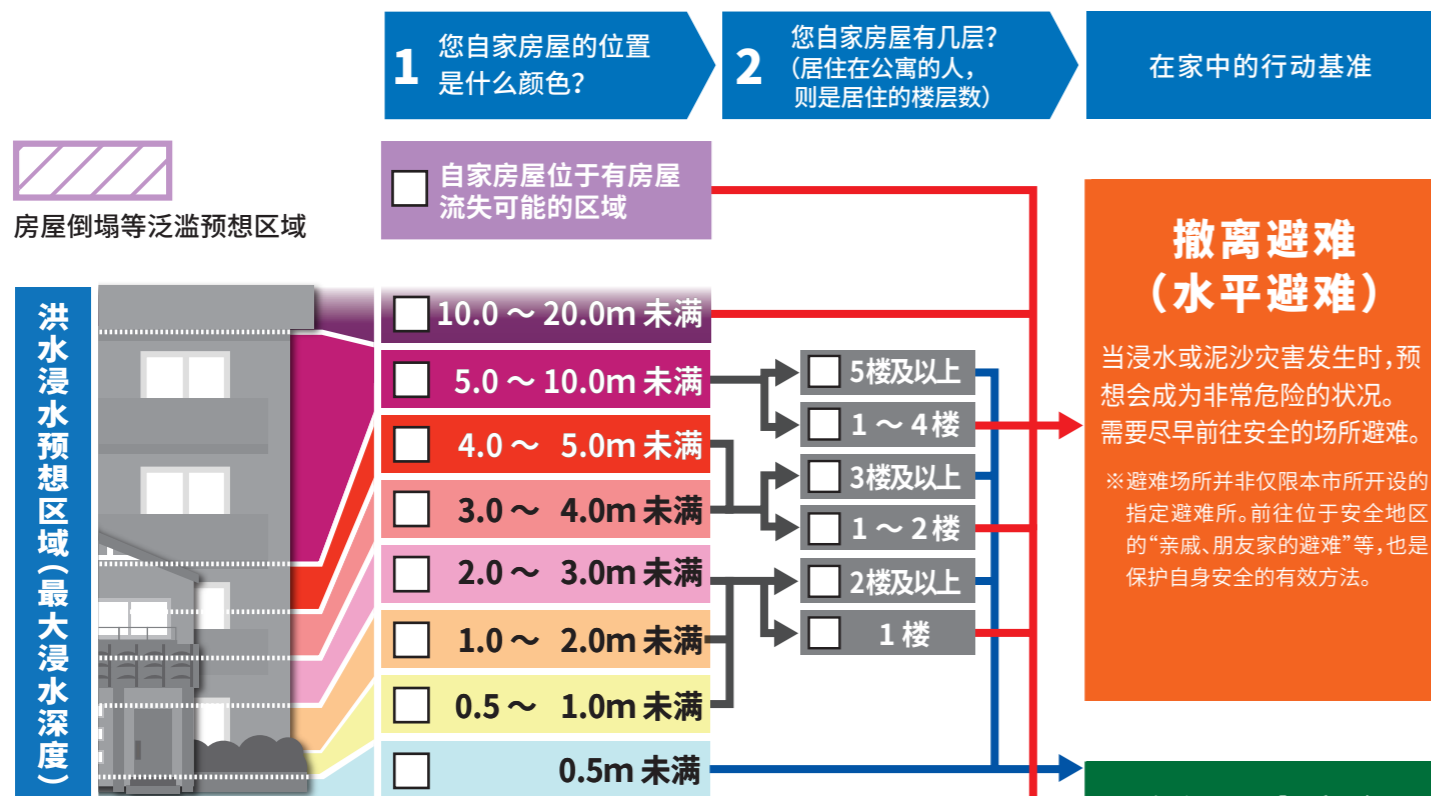 1
您自家房屋的位置
是什么颜色?
2
您自家房屋有几层?
(居住在公寓的人,
则是居住的楼层数)
在家中的行动基准
房屋倒塌等泛滥预想区域
自家房屋位于有房屋
流失可能的区域
洪水浸水预想区域(最大浸水深度)
10.0 ~ 20.0m 未满
5.0 ~ 10.0m 未满
4.0 ~ 5.0m 未满
3.0 ~ 4.0m 未满
2.0 ~ 3.0m 未满
1.0 ~ 2.0m 未满
0.5 ~ 1.0m 未满
0.5m 未满
5楼及以上
1 ~ 4 楼
3楼及以上
1 ~ 2 楼
2楼及以上
1 楼
撤离避难
(水平避难)
当浸水或泥沙灾害发生时,预
想会成为非常危险的状况。
需要尽早前往安全的场所避难。
※避难场所并非仅限本市所开设的
指定避难所。前往位于安全地区
的“亲戚、朋友家的避难”等,也是
保护自身安全的有效方法。